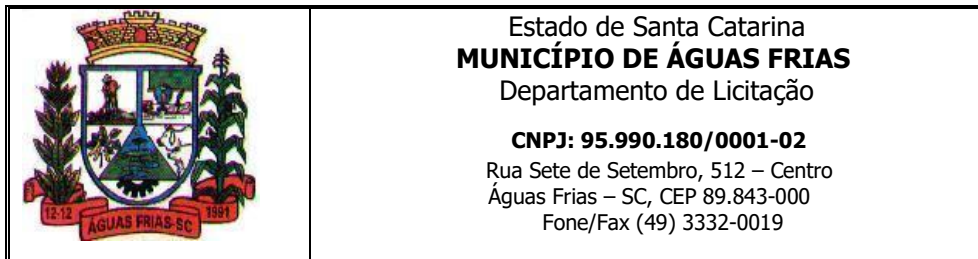 12-12
ÁGUAS FRIAS-SC
1991
Estado de Santa Catarina
MUNICÍPIO DE ÁGUAS FRIAS
Departamento de Licitação
CNPJ: 95.990.180/0001-02
Rua Sete de Setembro, 512 – Centro
Águas Frias – SC, CEP 89.843-000
Fone/Fax (49) 3332-0019